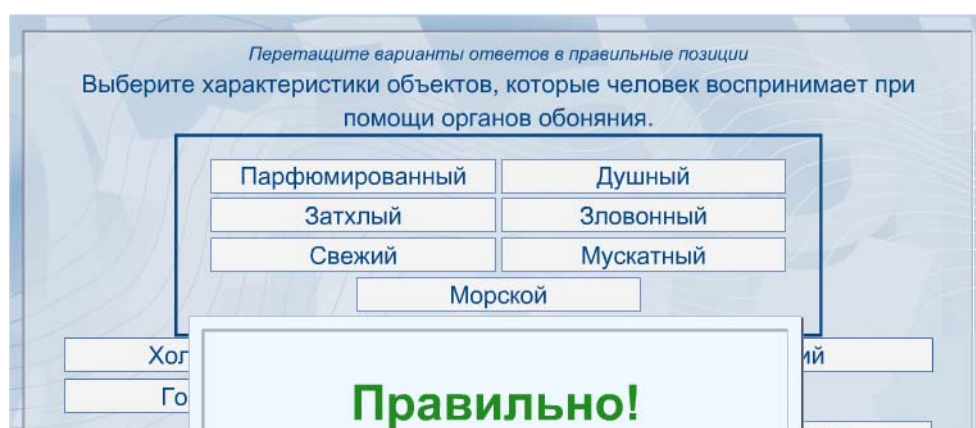 Перетащите варианты ответов в правильные позиции
Выберите характеристики объектов, которые человек воспринимает при
помощи органов обоняния.
Парфюмированный Душный
Затхлый Зловонный
Свежий Мускатный
Морской
Правильно!